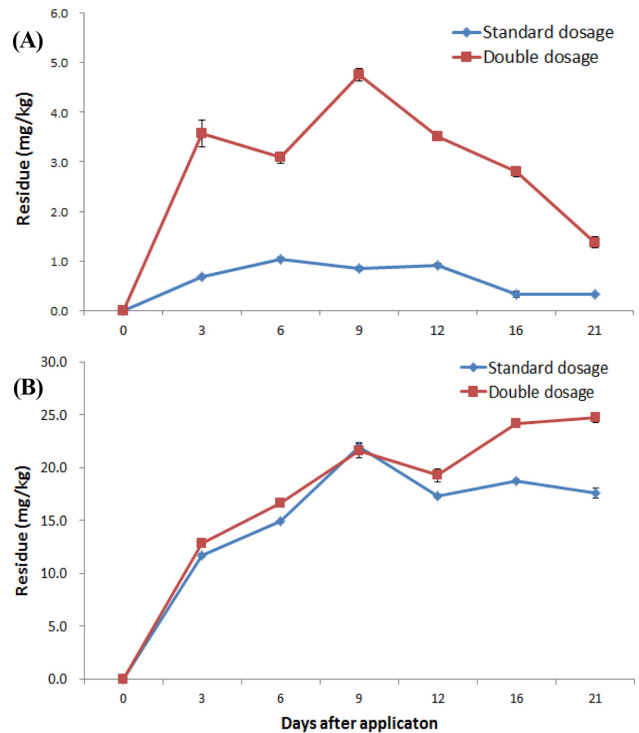 (A)
Residue (mg/kg)
6.0
5.0
4.0
3.0
2.0
1.0
0.0
Standard dosage
Double dosage
0 3 6 9 12 16 21
(B)
Residue (mg/kg)
30.0
25.0
20.0
15.0
10.0
5.0
0.0
Standard dosage
Double dosage
0 3 6 9 12 16 21
Days after applicaton